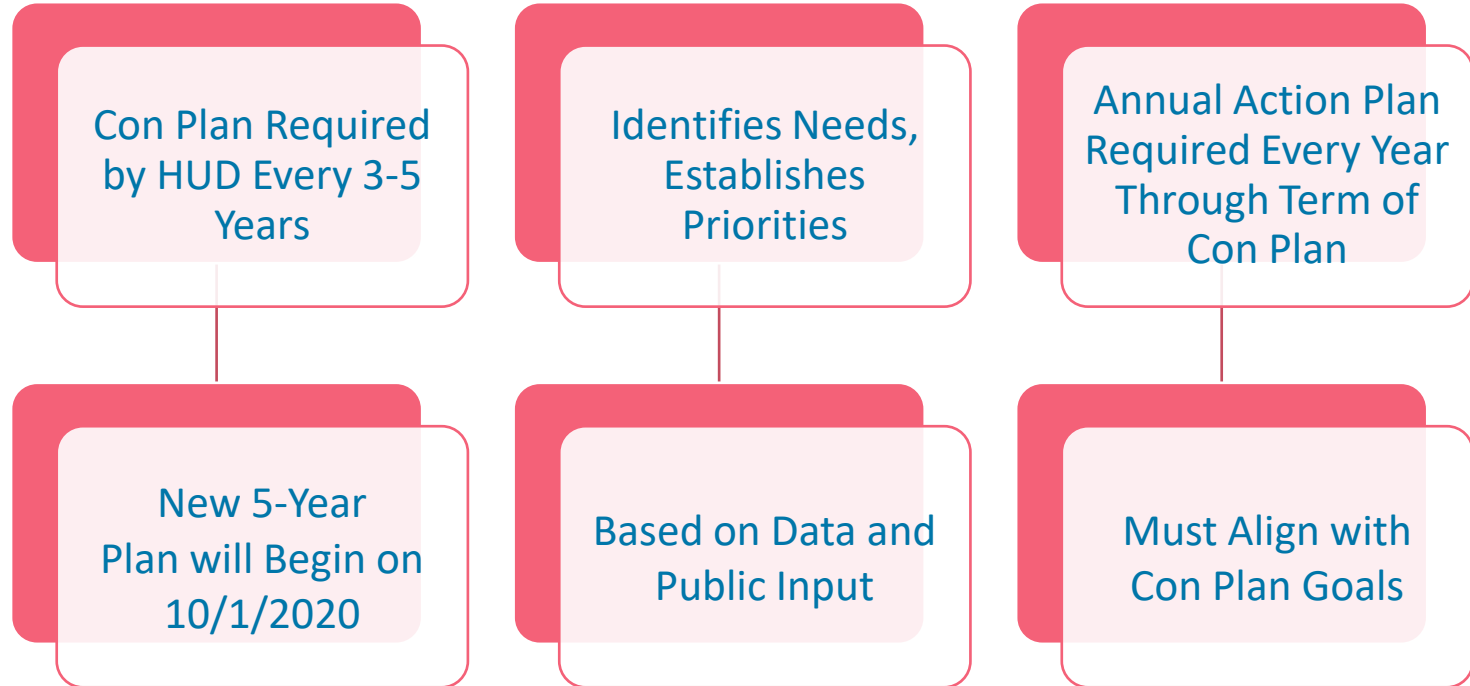 Con Plan Required
by HUD Every 3-5
Years
New 5-Year
Plan will Begin on
10/1/2020
Identifies Needs,
Establishes
Priorities
Based on Data and
Public Input
Annual Action Plan
Required Every Year
Through Term of
Con Plan
Must Align with
Con Plan Goals